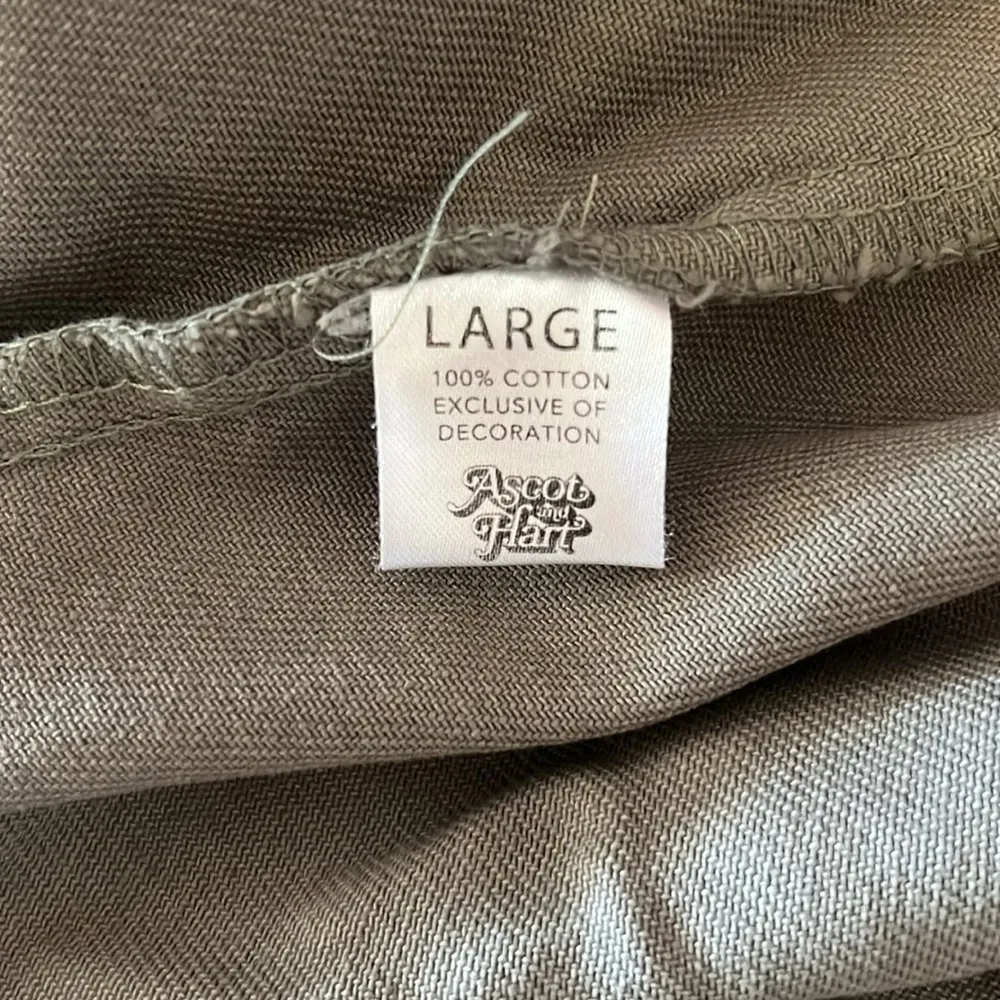 LARGE
100% COTTON
EXCLUSIVE OF
DECORATION
Ascot
and
Hart